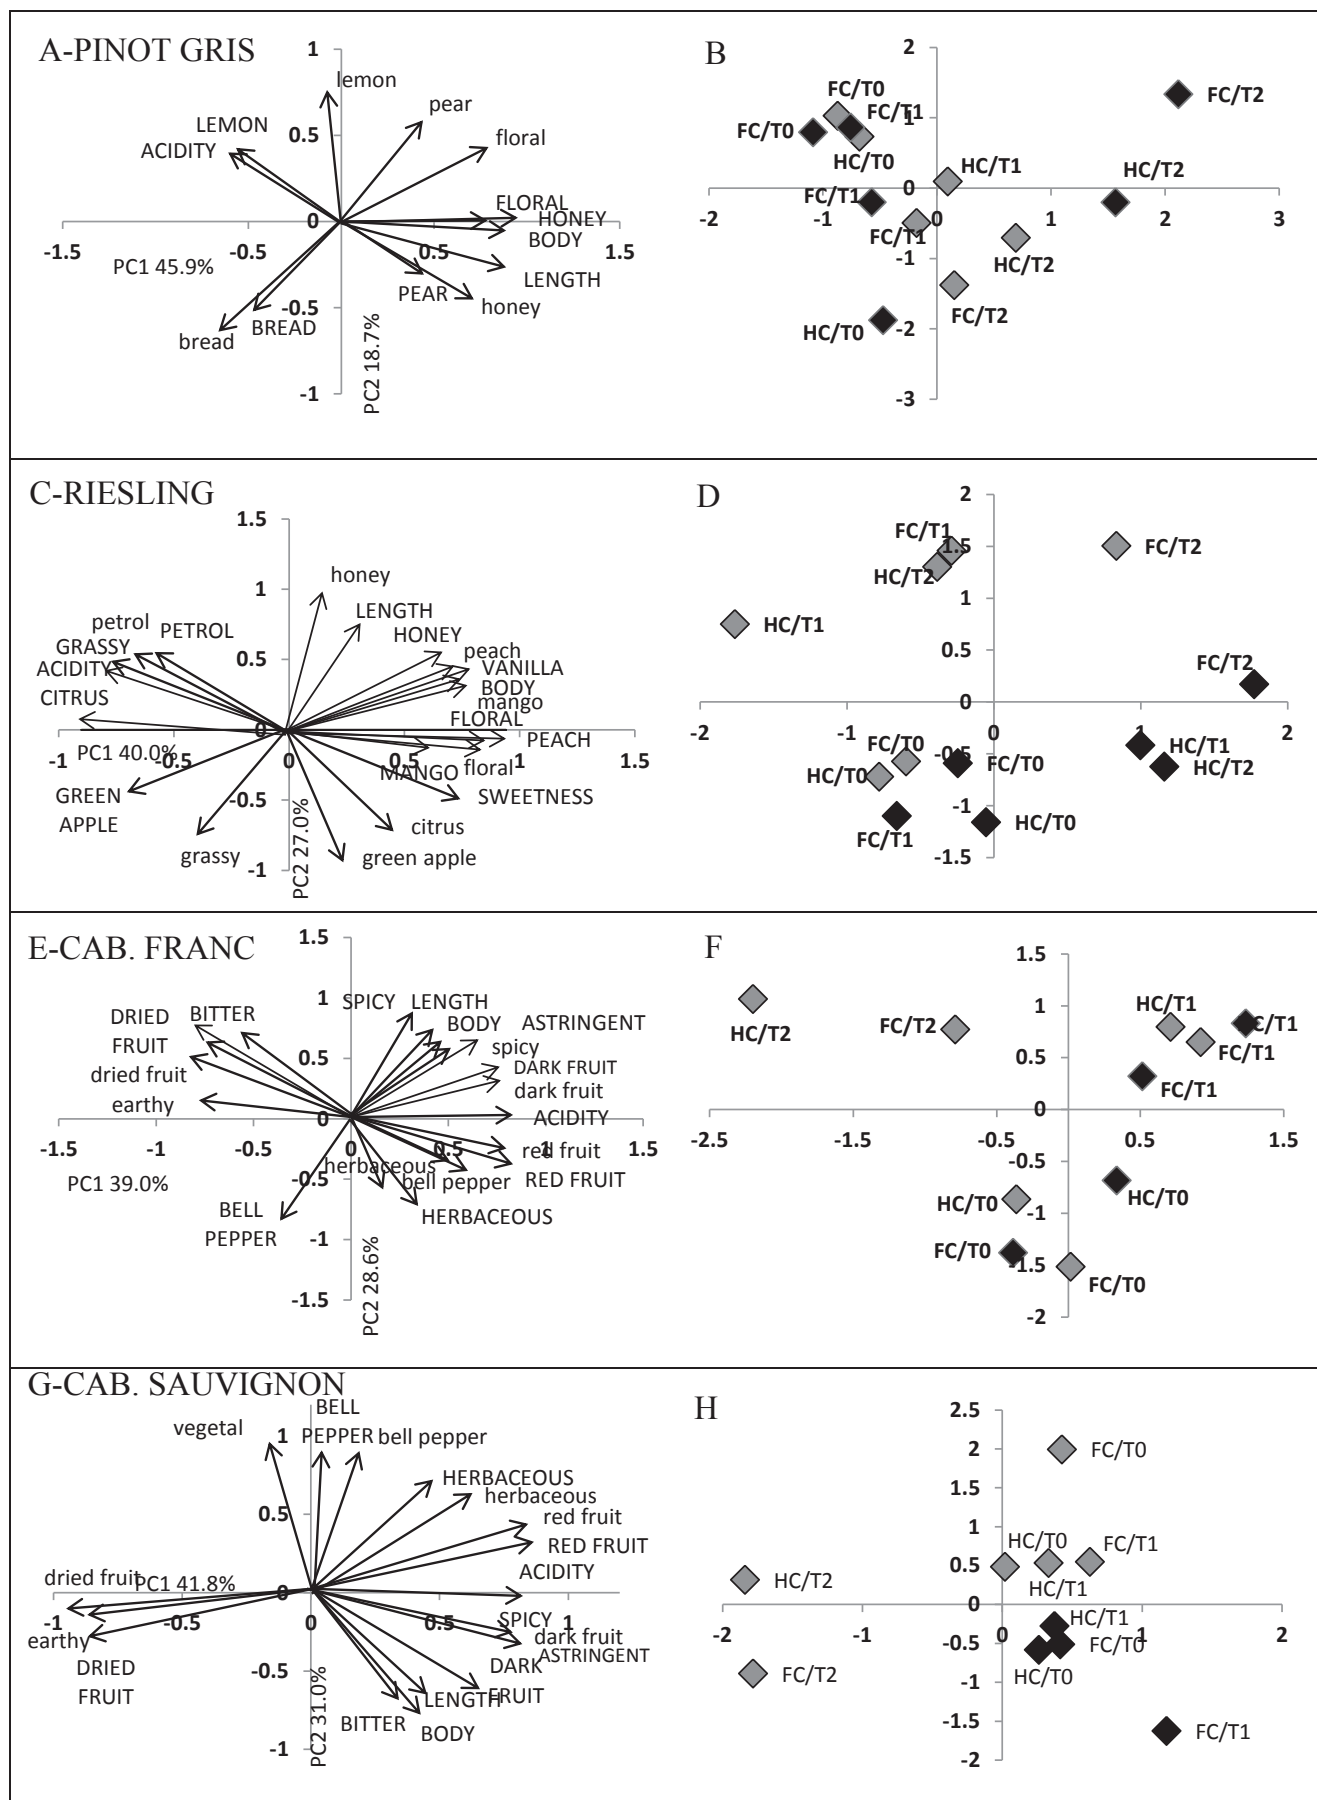 A-PINOT GRIS
1
lemon
pear
LEMON
0.5
floral
ACIDITY
FLORAL
0
HONEY
-1.5
-0.5
0.5
BODY
1.5
PC1 45.9%
LENGTH
PEAR
-0.5
honey
BREAD
bread
-1
PC2 18.7%
B
2
FC/T0
FC/T2
FC/T1
1
FC/T0
HC/T0
HC/T1
HC/T2
0
FC/T1
-2
-1
0
1
2
3
FC/T1
HC/T2
-1
FC/T2
HC/T0
-2
-3
C-RIESLING
1.5
honey
1
petrol
PETROL
LENGTH
GRASSY
HONEY
peach
0.5
ACIDITY
VANILLA
BODY
CITRUS
mango
FLORAL
0
PEACH
PC1 40.0%
-1
-0.5
0
0.5
1
1.5
MANGO
floral
GREEN
APPLE
-0.5
SWEETNESS
citrus
grassy
green apple
-1
PC2 27.0%
D
2
FC/T1
1.5
FC/T2
HC/T2
1
HC/T1
0.5
FC/T2
0
-2
-1
0
1
2
FC/T0
HC/T1
-0.5
FC/T0
HC/T0
HC/T2
-1
FC/T1
HC/T0
-1.5
E-CAB. FRANC
1.5
SPICY
LENGTH
1
DRIED
FRUIT
BITTER
BODY
ASTRINGENT
spicy
0.5
DARK FRUIT
dried fruit
dark fruit
earthy
0
ACIDITY
-1.5
-1
-0.5
0
0.5
1
1.5
red fruit
herbaceous
PC1 39.0%
-0.5
bell pepper
RED FRUIT
BELL
PEPPER
HERBACEOUS
-1
-1.5
PC2 28.6%
F
1.5
1
HC/T1
HC/T2
FC/T2
C/T1
0.5
FC/T1
FC/T1
0
-2.5
-1.5
-0.5
0.5
1.5
-0.5
HC/T0
HC/T0
-1
FC/T0
-1.5
FC/T0
-2
G-CAB. SAUVIGNON
BELL
PEPPER
vegetal
1
bell pepper
HERBACEOUS
herbaceous
0.5
red fruit
RED FRUIT
dried fruit
PC1 41.8%
ACIDITY
0
-1
-0.5
0
0.5
1
SPICY
earthy
dark fruit
ASTRINGENT
DRIED
FRUIT
-0.5
DARK
FRUIT
LENGTH
BITTER
BODY
-1
PC2 31.0%
H
2.5
2
FC/T0
1.5
1
HC/T0
FC/T1
0.5
HC/T2
HC/T1
0
HC/T1
-2
-1
0
1
2
-0.5
FC/T0
FC/T2
HC/T0
-1
-1.5
FC/T1
-2